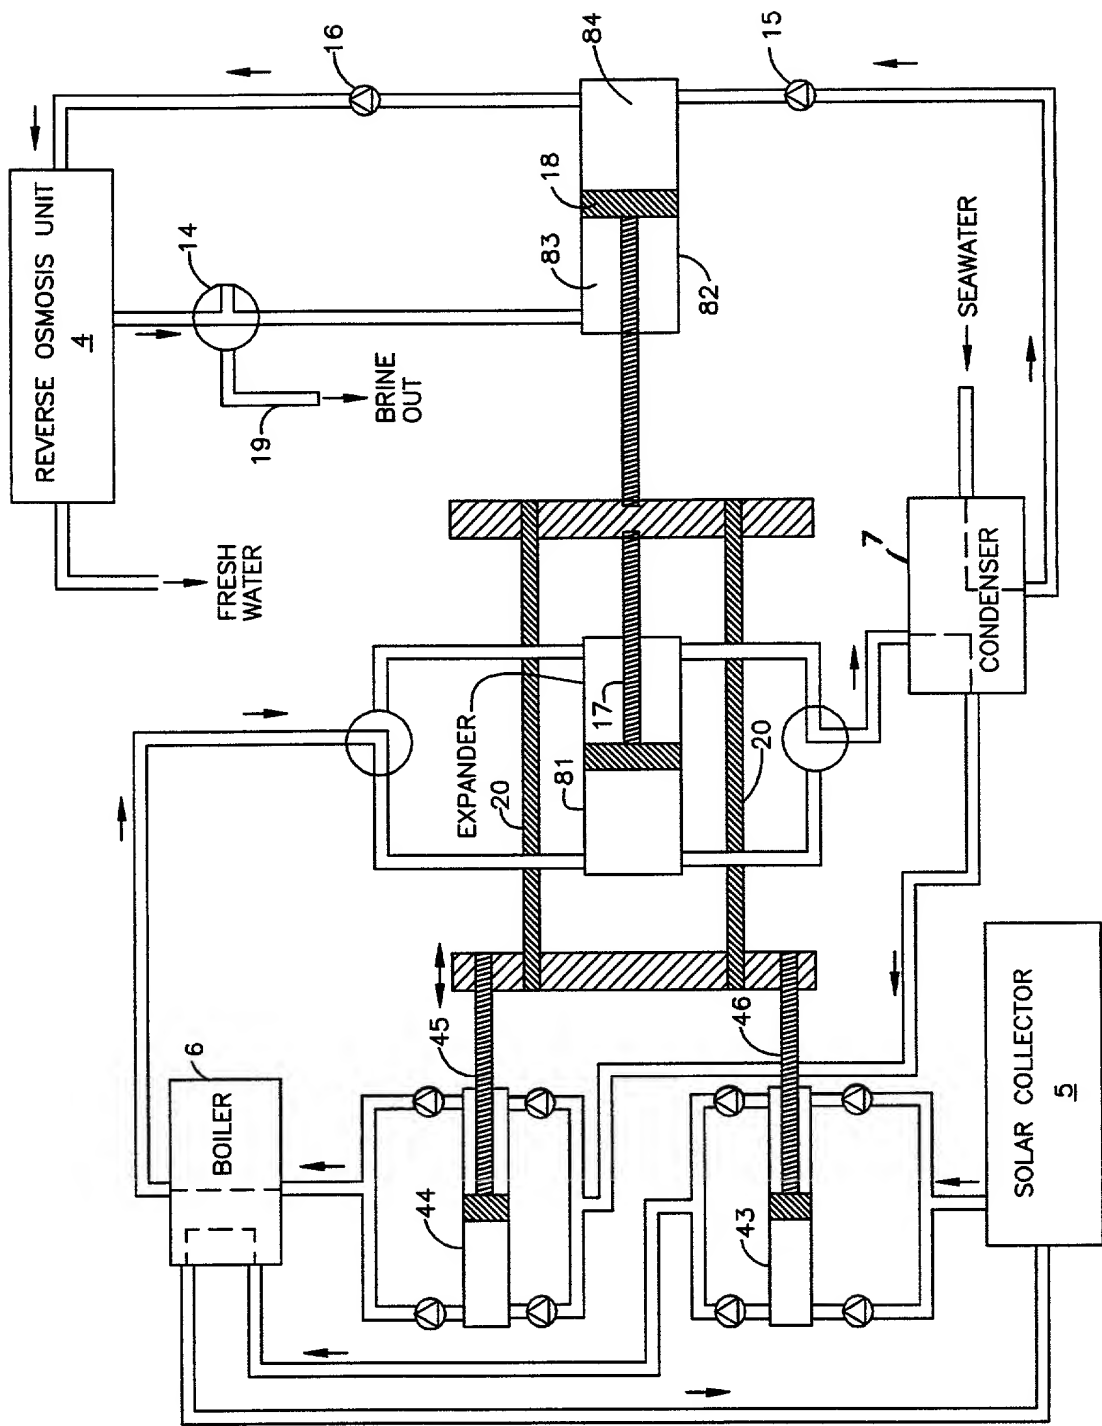 REVERSE OSMOSIS UNIT
4
14
6
BOILER
FRESH
WATER
19
16
BRINE
OUT
44
45
EXPANDER
20
18
83
81
84
17
82
43
46
20
15
7
SEAWATER
CONDENSER
SOLAR COLLECTOR
5